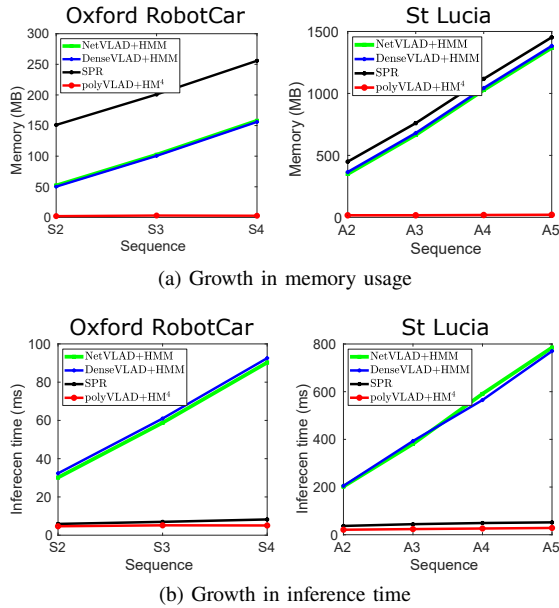 Oxford RobotCar
St Lucia
300
250
200
150
100
50
0
Memory (MB)
NetVLAD+HMM
DenseVLAD+HMM
SPR
polyVLAD+HM⁴
S2
S3
S4
Sequence
1500
1000
500
0
Memory (MB)
NetVLAD+HMM
DenseVLAD+HMM
SPR
polyVLAD+HM⁴
A2
A3
A4
A5
Sequence
(a) Growth in memory usage
Oxford RobotCar
St Lucia
100
80
60
40
20
0
Inferecen time (ms)
NetVLAD+HMM
DenseVLAD+HMM
SPR
polyVLAD+HM⁴
S2
S3
S4
Sequence
800
600
400
200
0
Inferecen time (ms)
NetVLAD+HMM
DenseVLAD+HMM
SPR
polyVLAD+HM⁴
A2
A3
A4
A5
Sequence
(b) Growth in inference time